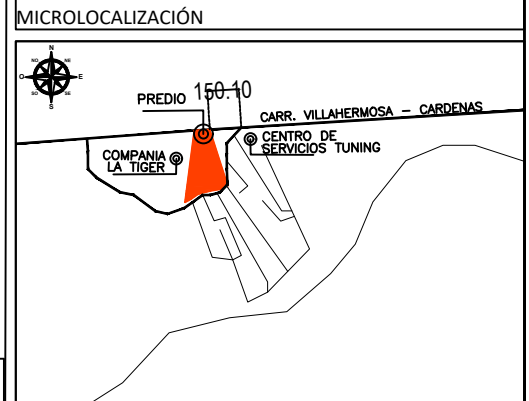 MICROLOCALIZACIÓN
N
NO
NE
O
E
SO
SE
S
PREDIO
150.10
CARR. VILLAHERMOSA – CARDENAS
COMPANIA
LA TIGER
CENTRO DE
SERVICIOS TUNING